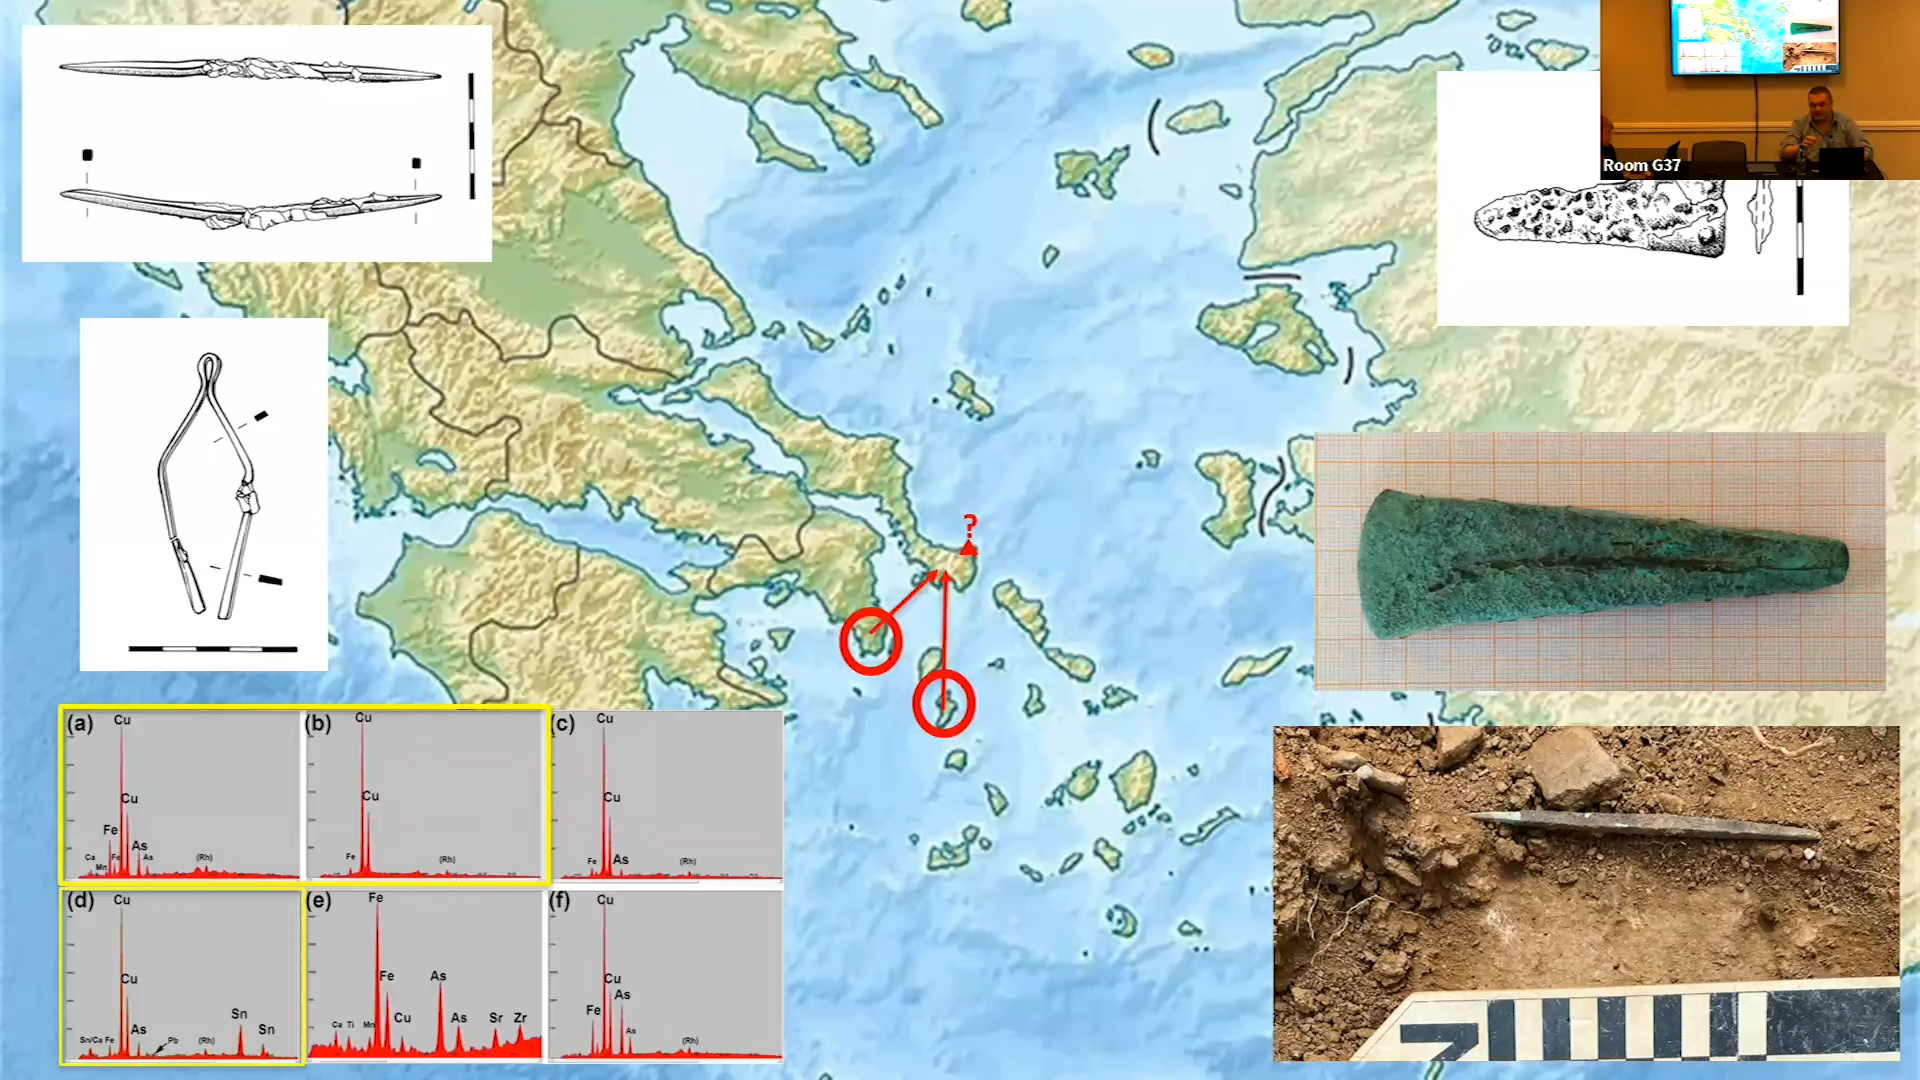 Room G37
?
(a)
Cu
Cu
Fe
As
Ca
Mn
Fe
As
(Rh)
(b)
Cu
Cu
Fe
(Rh)
(c)
Cu
Cu
Fe
As
(Rh)
(d)
Cu
Cu
As
Sn
Sn
Sn/Ca Fe
Pb
(Rh)
(e)
Fe
Fe
As
Cu
As
Sr
Zr
Ca
Ti
Mn
(f)
Cu
Cu
As
Fe
As
(Rh)